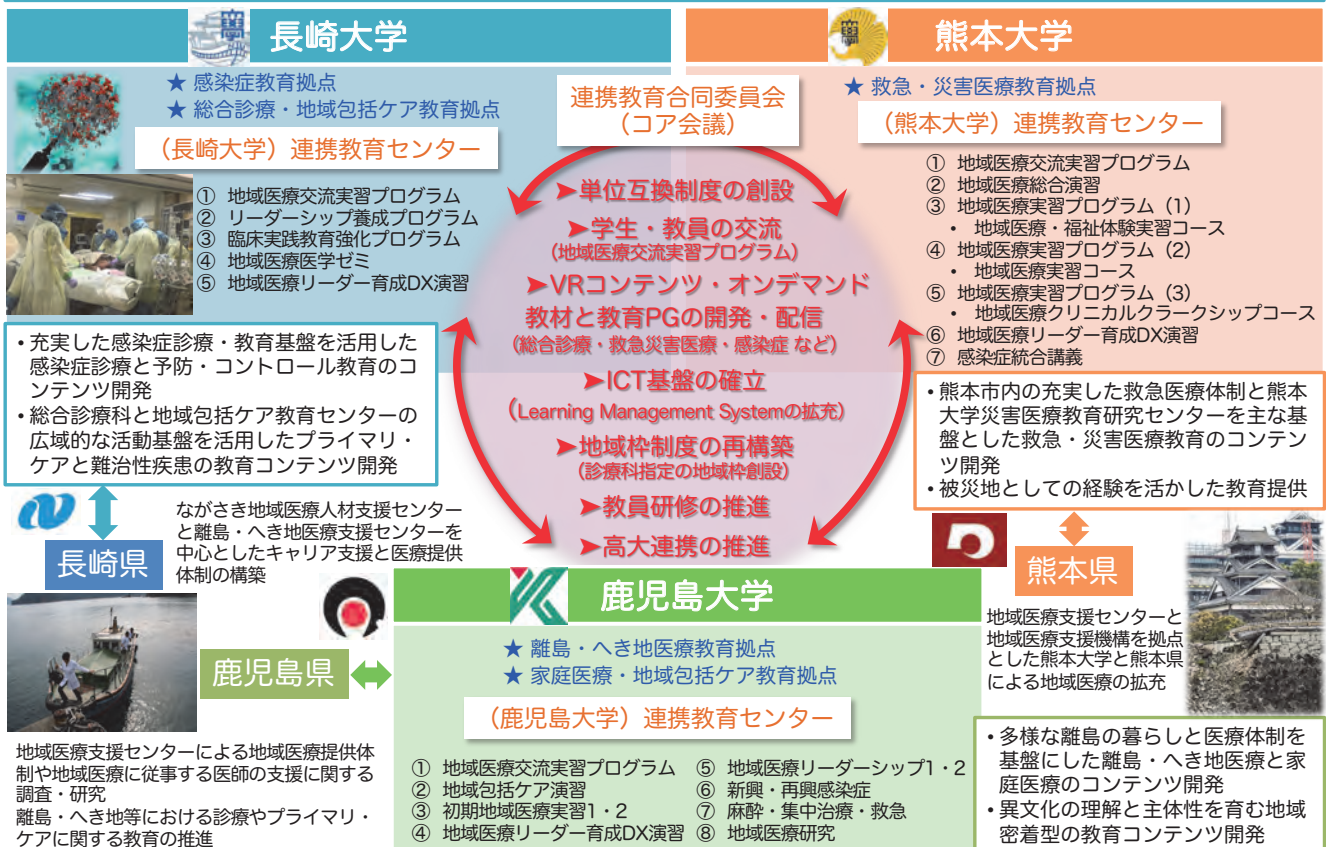 長崎大学
★ 感染症教育拠点
★ 総合診療・地域包括ケア教育拠点
（長崎大学）連携教育センター
① 地域医療交流実習プログラム
② リーダーシップ養成プログラム
③ 臨床実践教育強化プログラム
④ 地域医療医学ゼミ
⑤ 地域医療リーダー育成DX演習
・充実した感染症診療・教育基盤を活用した
感染症診療と予防・コントロール教育のコ
ンテンツ開発
・総合診療科と地域包括ケア教育センターの
広域的な活動基盤を活用したプライマリ・
ケアと難治性疾患の教育コンテンツ開発
長崎県
ながさき地域医療人材支援センター
と離島・へき地医療支援センターを
中心としたキャリア支援と医療提供
体制の構築
連携教育合同委員会
（コア会議）
➤単位互換制度の創設
➤学生・教員の交流
（地域医療交流実習プログラム）
➤VRコンテンツ・オンデマンド
教材と教育PGの開発・配信
（総合診療・救急災害医療・感染症 など）
➤ICT基盤の確立
（Learning Management Systemの拡充）
➤地域枠制度の再構築
（診療科指定の地域枠創設）
➤教員研修の推進
➤高大連携の推進
熊本大学
★ 救急・災害医療教育拠点
（熊本大学）連携教育センター
① 地域医療交流実習プログラム
② 地域医療総合演習
③ 地域医療実習プログラム（1）
・ 地域医療・福祉体験実習コース
④ 地域医療実習プログラム（2）
・ 地域医療実習コース
⑤ 地域医療実習プログラム（3）
・ 地域医療クリニカルクラークシップコース
⑥ 地域医療リーダー育成DX演習
⑦ 感染症統合講義
・熊本市内の充実した救急医療体制と熊本
大学災害医療教育研究センターを主な基
盤とした救急・災害医療教育のコンテン
ツ開発
・被災地としての経験を活かした教育提供
熊本県
地域医療支援センターと
地域医療支援機構を拠点
とした熊本大学と熊本県
による地域医療の拡充
鹿児島大学
★ 離島・へき地医療教育拠点
★ 家庭医療・地域包括ケア教育拠点
（鹿児島大学）連携教育センター
① 地域医療交流実習プログラム
② 地域包括ケア演習
③ 初期地域医療実習1・2
④ 地域医療リーダー育成DX演習
⑤ 地域医療リーダーシップ1・2
⑥ 新興・再興感染症
⑦ 麻酔・集中治療・救急
⑧ 地域医療研究
鹿児島県
地域医療支援センターによる地域医療提供体
制や地域医療に従事する医師の支援に関する
調査・研究
離島・へき地等における診療やプライマリ・
ケアに関する教育の推進
・多様な離島の暮らしと医療体制を
基盤にした離島・へき地医療と家
庭医療のコンテンツ開発
・異文化の理解と主体性を育む地域
密着型の教育コンテンツ開発